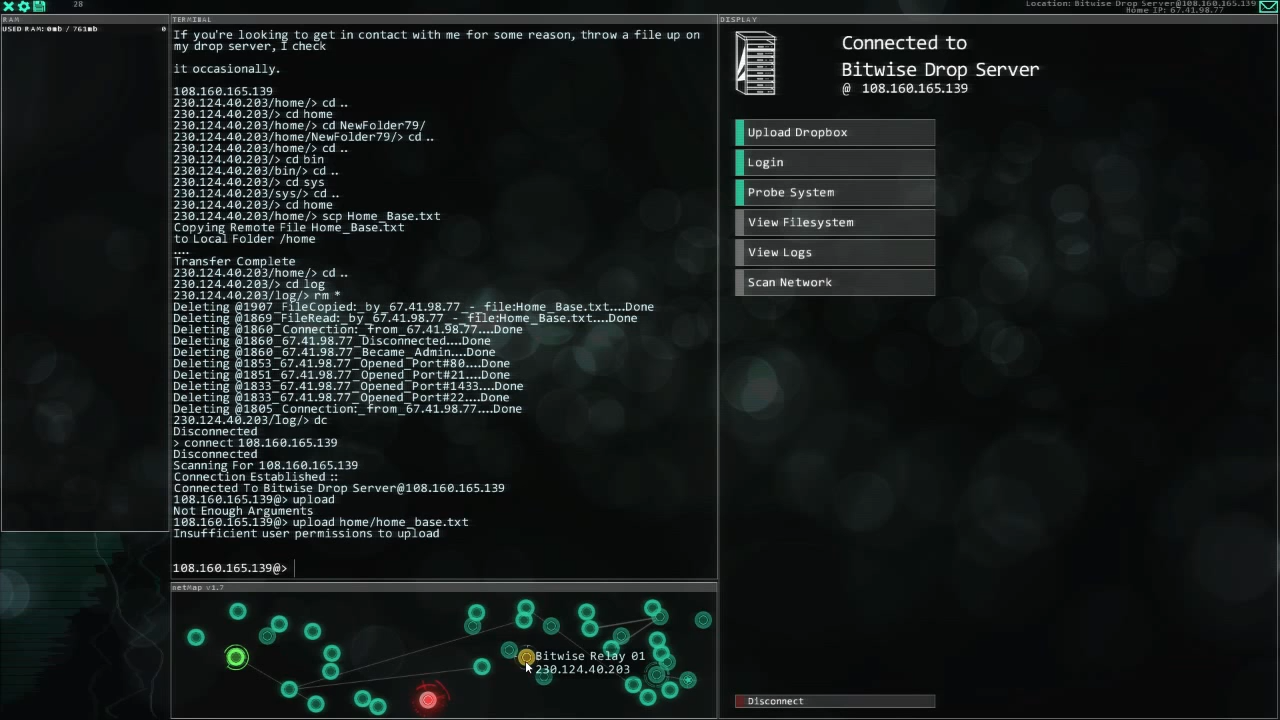 28
Location: Bitwise Drop Server@108.160.165.139
Home IP: 67.41.98.77
RAM
USED RAM: 0mb / 761mb
0
TERMINAL
If you're looking to get in contact with me for some reason, throw a file up on
my drop server, I check
it occasionally.
108.160.165.139
230.124.40.203/home/> cd ..
230.124.40.203/> cd home
230.124.40.203/home/> cd NewFolder79/
230.124.40.203/home/NewFolder79/> cd ..
230.124.40.203/home/> cd ..
230.124.40.203/> cd bin
230.124.40.203/bin/> cd ..
230.124.40.203/> cd sys
230.124.40.203/sys/> cd ..
230.124.40.203/> cd home
230.124.40.203/home/> scp Home_Base.txt
Copying Remote File Home_Base.txt
to Local Folder /home
....
Transfer Complete
230.124.40.203/home/> cd ..
230.124.40.203/> cd log
230.124.40.203/log/> rm *
Deleting @1907_FileCopied:_by_67.41.98.77_-_file:Home_Base.txt....Done
Deleting @1869_FileRead:_by_67.41.98.77_-_file:Home_Base.txt....Done
Deleting @1860_Connection:_from_67.41.98.77....Done
Deleting @1860_67.41.98.77_Disconnected....Done
Deleting @1860_67.41.98.77_Became_Admin....Done
Deleting @1853_67.41.98.77_Opened_Port#80....Done
Deleting @1851_67.41.98.77_Opened_Port#21....Done
Deleting @1833_67.41.98.77_Opened_Port#1433....Done
Deleting @1833_67.41.98.77_Opened_Port#22....Done
Deleting @1805_Connection:_from_67.41.98.77....Done
230.124.40.203/log/> dc
Disconnected
> connect 108.160.165.139
Disconnected
Scanning For 108.160.165.139
Connection Established ::
Connected To Bitwise Drop Server@108.160.165.139
108.160.165.139@> upload
Not Enough Arguments
108.160.165.139@> upload home/home_base.txt
Insufficient user permissions to upload
108.160.165.139@>
netMap v1.7
Bitwise Relay 01
230.124.40.203
DISPLAY
Connected to
Bitwise Drop Server
@ 108.160.165.139
Upload Dropbox
Login
Probe System
View Filesystem
View Logs
Scan Network
Disconnect